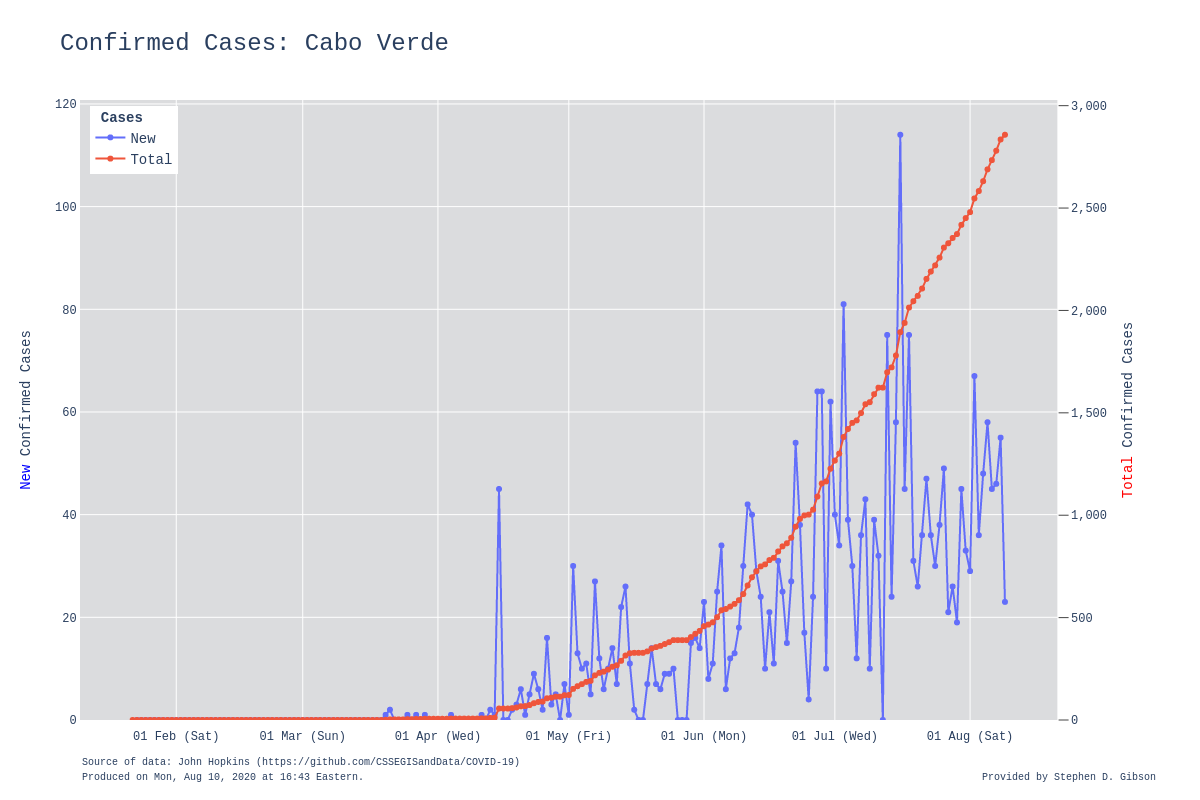 Confirmed Cases: Cabo Verde
Cases
New
Total
120
100
80
60
40
20
0
3,000
2,500
2,000
1,500
1,000
500
0
New Confirmed Cases
Total Confirmed Cases
01 Feb (Sat)
01 Mar (Sun)
01 Apr (Wed)
01 May (Fri)
01 Jun (Mon)
01 Jul (Wed)
01 Aug (Sat)
Source of data: John Hopkins (https://github.com/CSSEGISandData/COVID-19)
Produced on Mon, Aug 10, 2020 at 16:43 Eastern.
Provided by Stephen D. Gibson